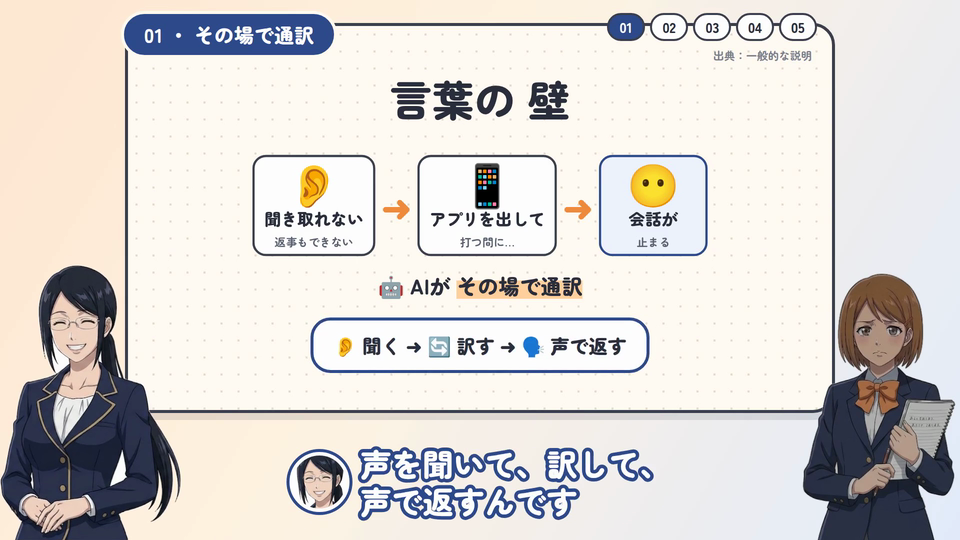 01 ・ その場で通訳
01 02 03 04 05
出典：一般的な説明
言葉の 壁
聞き取れない
返事もできない
アプリを出して
打つ間に…
会話が
止まる
AIが その場で通訳
聞く → 訳す → 声で返す
声を聞いて、訳して、
声で返すんです